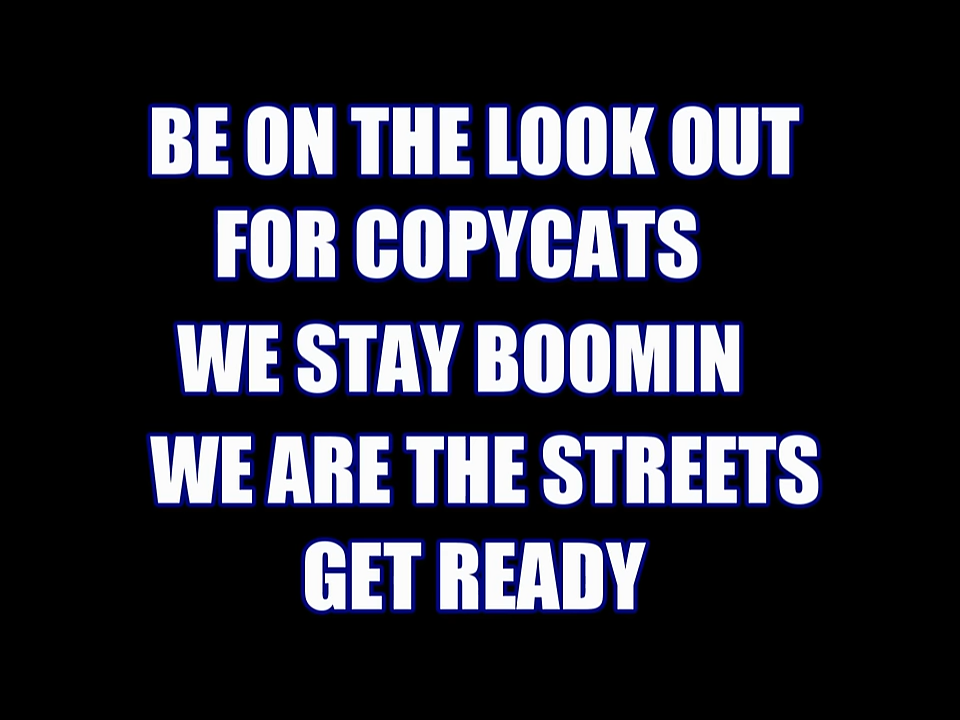 BE ON THE LOOK OUT
FOR COPYCATS
WE STAY BOOMIN
WE ARE THE STREETS
GET READY